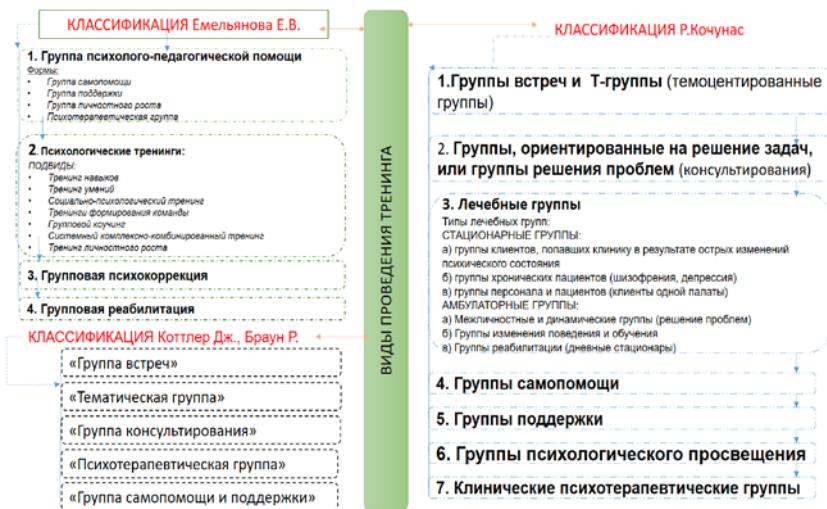 КЛАССИФИКАЦИЯ Емельянова Е.В.
1. Группа психолого-педагогической помощи
Формы:
• Группа самопомощи
• Группа поддержки
• Группа личностного роста
• Психотерапевтическая группа
2. Психологические тренинги:
ПОДВИДЫ:
• Тренинг навыков
• Тренинг умений
• Социально-психологический тренинг
• Тренинги формирования команды
• Групповой коучинг
• Системный комплексно-комбинированный тренинг
Тренинг личностного роста
3. Групповая психокоррекция
4. Групповая реабилитация
КЛАССИФИКАЦИЯ Коттлер Дж., Браун Р.
«Группа встреч»
«Тематическая группа»
«Группа консультирования»
«Психотерапевтическая группа»
«Группа самопомощи и поддержки»
ВИДЫ ПРОВЕДЕНИЯ ТРЕНИНГА
КЛАССИФИКАЦИЯ Р.Кочунас
1.Группы встреч и Т-группы (темоцентированные
группы)
2. Группы, ориентированные на решение задач,
или группы решения проблем (консультирования)
3. Лечебные группы
Типы лечебных групп:
СТАЦИОНАРНЫЕ ГРУППЫ:
а) группы клиентов, попавших клинику в результате острых изменений
психического состояния
б) группы хронических пациентов (шизофрения, депрессия)
в) группы персонала и пациентов (клиенты одной палаты)
АМБУЛАТОРНЫЕ ГРУППЫ:
а) Межличностные и динамические группы (решение проблем)
б) Группы изменения поведения и обучения
в) Группы реабилитации (дневные стационары)
4. Группы самопомощи
5. Группы поддержки
6. Группы психологического просвещения
7. Клинические психотерапевтические группы